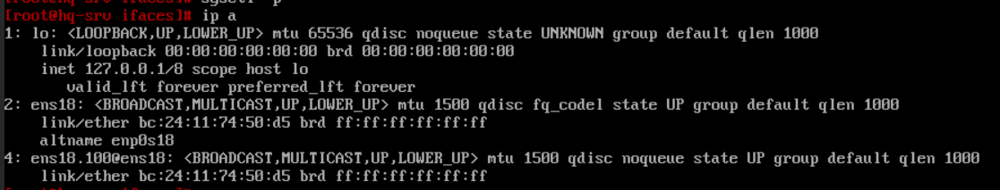 sysctl -p
[root@hq-srv ifaces]# ip a
1: lo: <LOOPBACK,UP,LOWER_UP> mtu 65536 qdisc noqueue state UNKNOWN group default qlen 1000
    link/loopback 00:00:00:00:00:00 brd 00:00:00:00:00:00
    inet 127.0.0.1/8 scope host lo
       valid_lft forever preferred_lft forever
2: ens18: <BROADCAST,MULTICAST,UP,LOWER_UP> mtu 1500 qdisc fq_codel state UP group default qlen 1000
    link/ether bc:24:11:74:50:d5 brd ff:ff:ff:ff:ff:ff
    altname enp0s18
4: ens18.100@ens18: <BROADCAST,MULTICAST,UP,LOWER_UP> mtu 1500 qdisc noqueue state UP group default qlen 1000
    link/ether bc:24:11:74:50:d5 brd ff:ff:ff:ff:ff:ff